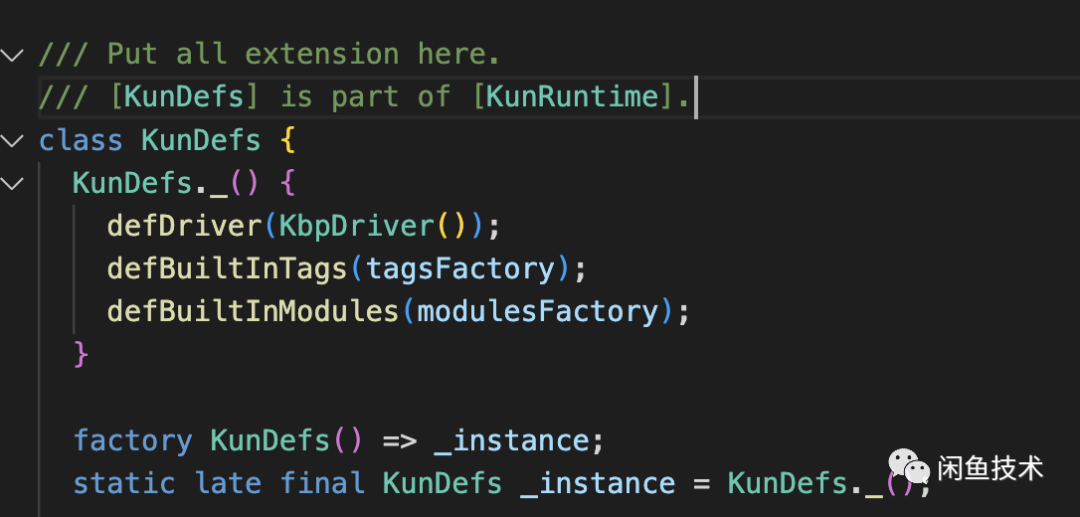 /// Put all extension here.
/// [KunDefs] is part of [KunRuntime].
class KunDefs {
  KunDefs._() {
    defDriver(KbpDriver());
    defBuiltInTags(tagsFactory);
    defBuiltInModules(modulesFactory);
  }

  factory KunDefs() => _instance;
  static late final KunDefs _instance = KunDefs._();
闲鱼技术